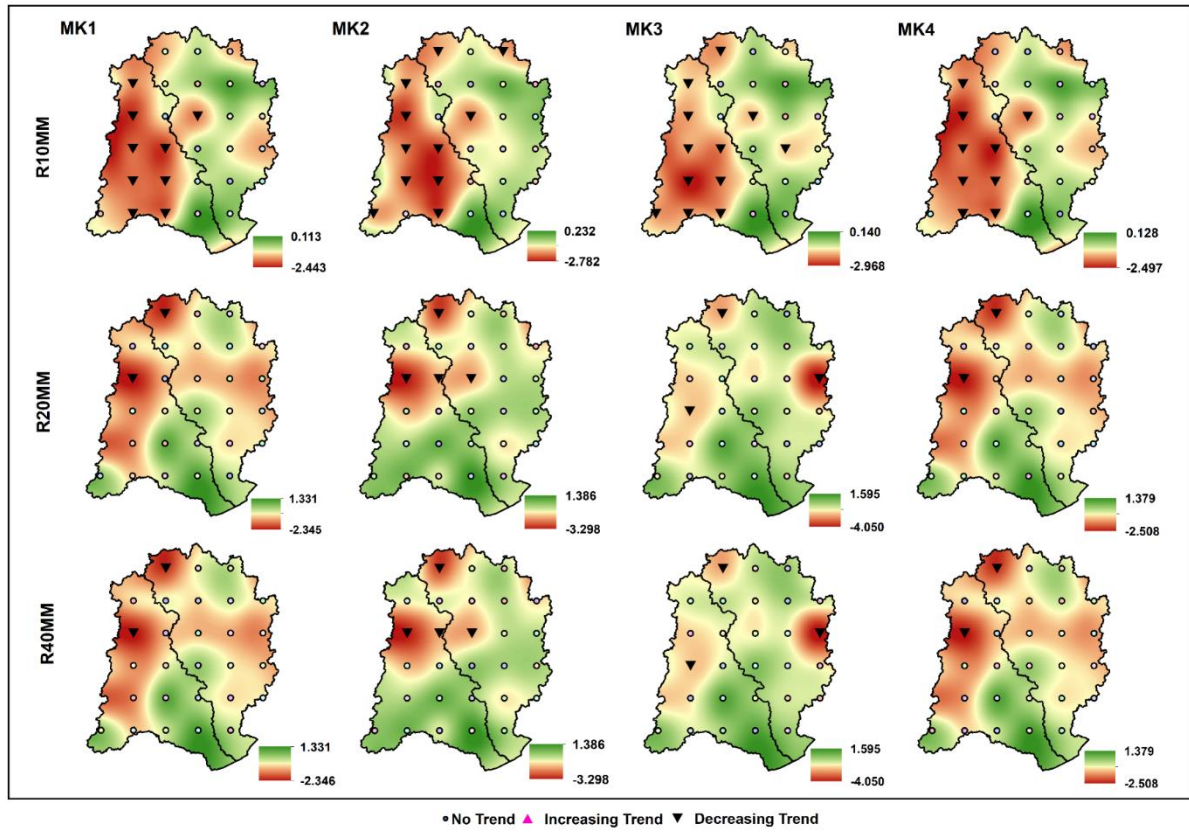 MK1 MK2 MK3 MK4
R10MM
0.113 0.232 0.140 0.128
-2.443 -2.782 -2.968 -2.497
R20MM
1.331 1.386 1.595 1.379
-2.345 -3.298 -4.050 -2.508
R40MM
1.331 1.386 1.595 1.379
-2.346 -3.298 -4.050 -2.508
No Trend Increasing Trend Decreasing Trend